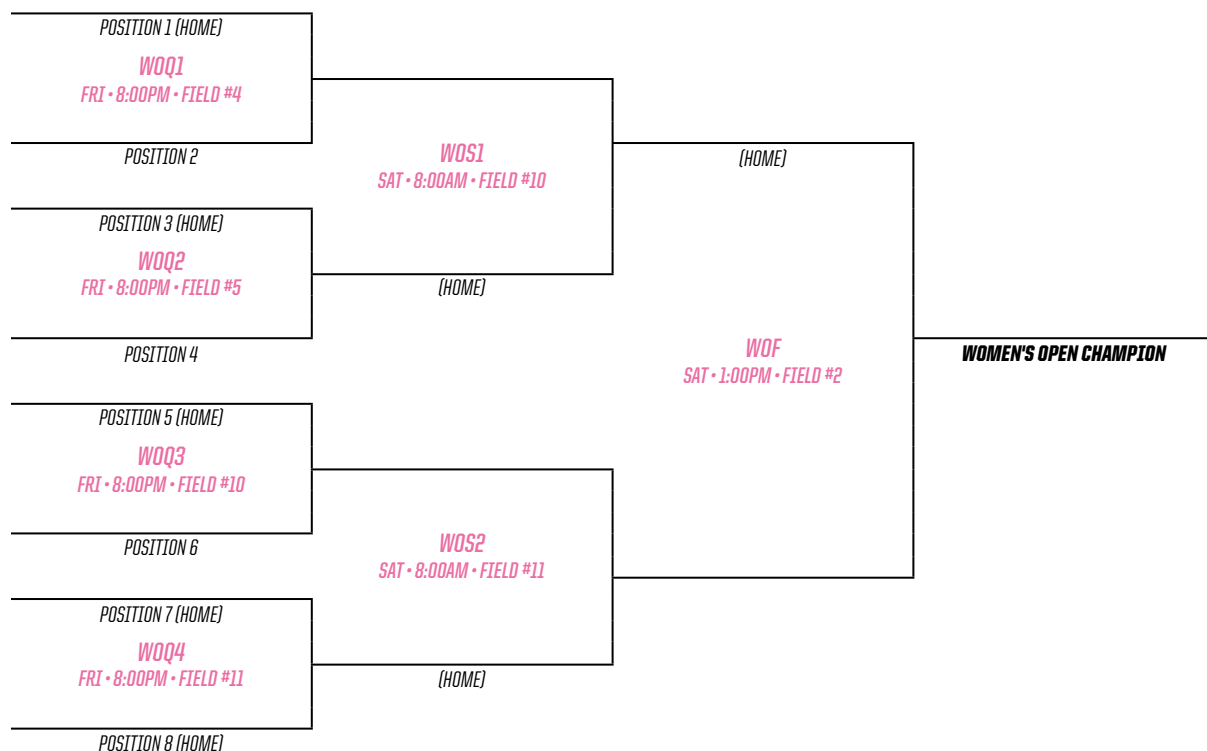 POSITION 1 (HOME)
WOQ1
FRI • 8:00PM • FIELD #4
POSITION 2
POSITION 3 (HOME)
WOQ2
FRI • 8:00PM • FIELD #5
POSITION 4
POSITION 5 (HOME)
WOQ3
FRI • 8:00PM • FIELD #10
POSITION 6
POSITION 7 (HOME)
WOQ4
FRI • 8:00PM • FIELD #11
POSITION 8 (HOME)
WOS1
SAT • 8:00AM • FIELD #10
(HOME)
WOS2
SAT • 8:00AM • FIELD #11
(HOME)
(HOME)
WOF
SAT • 1:00PM • FIELD #2
WOMEN'S OPEN CHAMPION